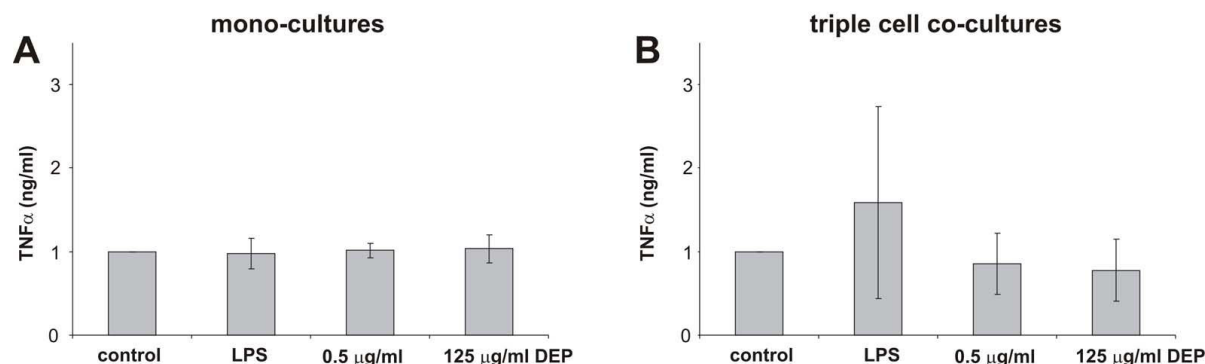 mono-cultures
A
TNFα (ng/ml)
3
2
1
0
control LPS 0.5 μg/ml 125 μg/ml DEP
triple cell co-cultures
B
TNFα (ng/ml)
3
2
1
0
control LPS 0.5 μg/ml 125 μg/ml DEP